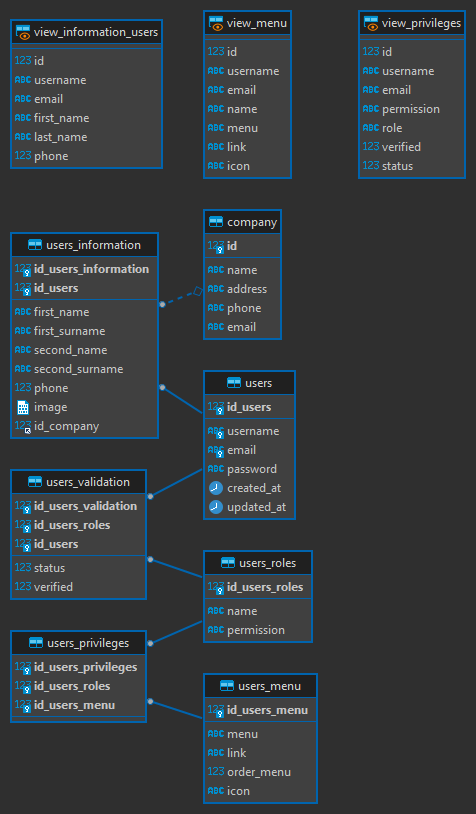 view_information_users
123 id
ABC username
ABC email
ABC first_name
ABC last_name
123 phone
view_menu
123 id
ABC username
ABC email
ABC name
ABC menu
ABC link
ABC icon
view_privileges
123 id
ABC username
ABC email
ABC permission
ABC role
123 verified
123 status
users_information
123 id_users_information
123 id_users
ABC first_name
ABC first_surname
ABC second_name
ABC second_surname
123 phone
image
123 id_company
company
123 id
ABC name
ABC address
ABC phone
ABC email
users
123 id_users
ABC username
ABC email
ABC password
created_at
updated_at
users_validation
123 id_users_validation
123 id_users_roles
123 id_users
123 status
123 verified
users_roles
123 id_users_roles
ABC name
ABC permission
users_privileges
123 id_users_privileges
123 id_users_roles
123 id_users_menu
users_menu
123 id_users_menu
ABC menu
ABC link
123 order_menu
ABC icon